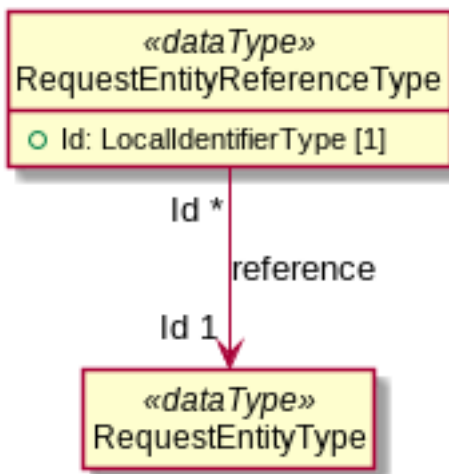 «dataType»
RequestEntityReferenceType
Id: LocalIdentifierType [1]
Id *
reference
Id 1
«dataType»
RequestEntityType